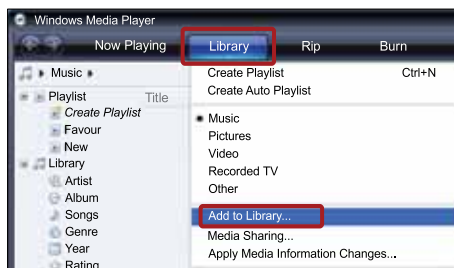 Windows Media Player
Now Playing Library Rip Burn
Music
Playlist Title
Create Playlist
Favour
New
Library
Artist
Album
Songs
Genre
Year
Rating
Create Playlist Ctrl+N
Create Auto Playlist
Music
Pictures
Video
Recorded TV
Other
Add to Library...
Media Sharing...
Apply Media Information Changes...